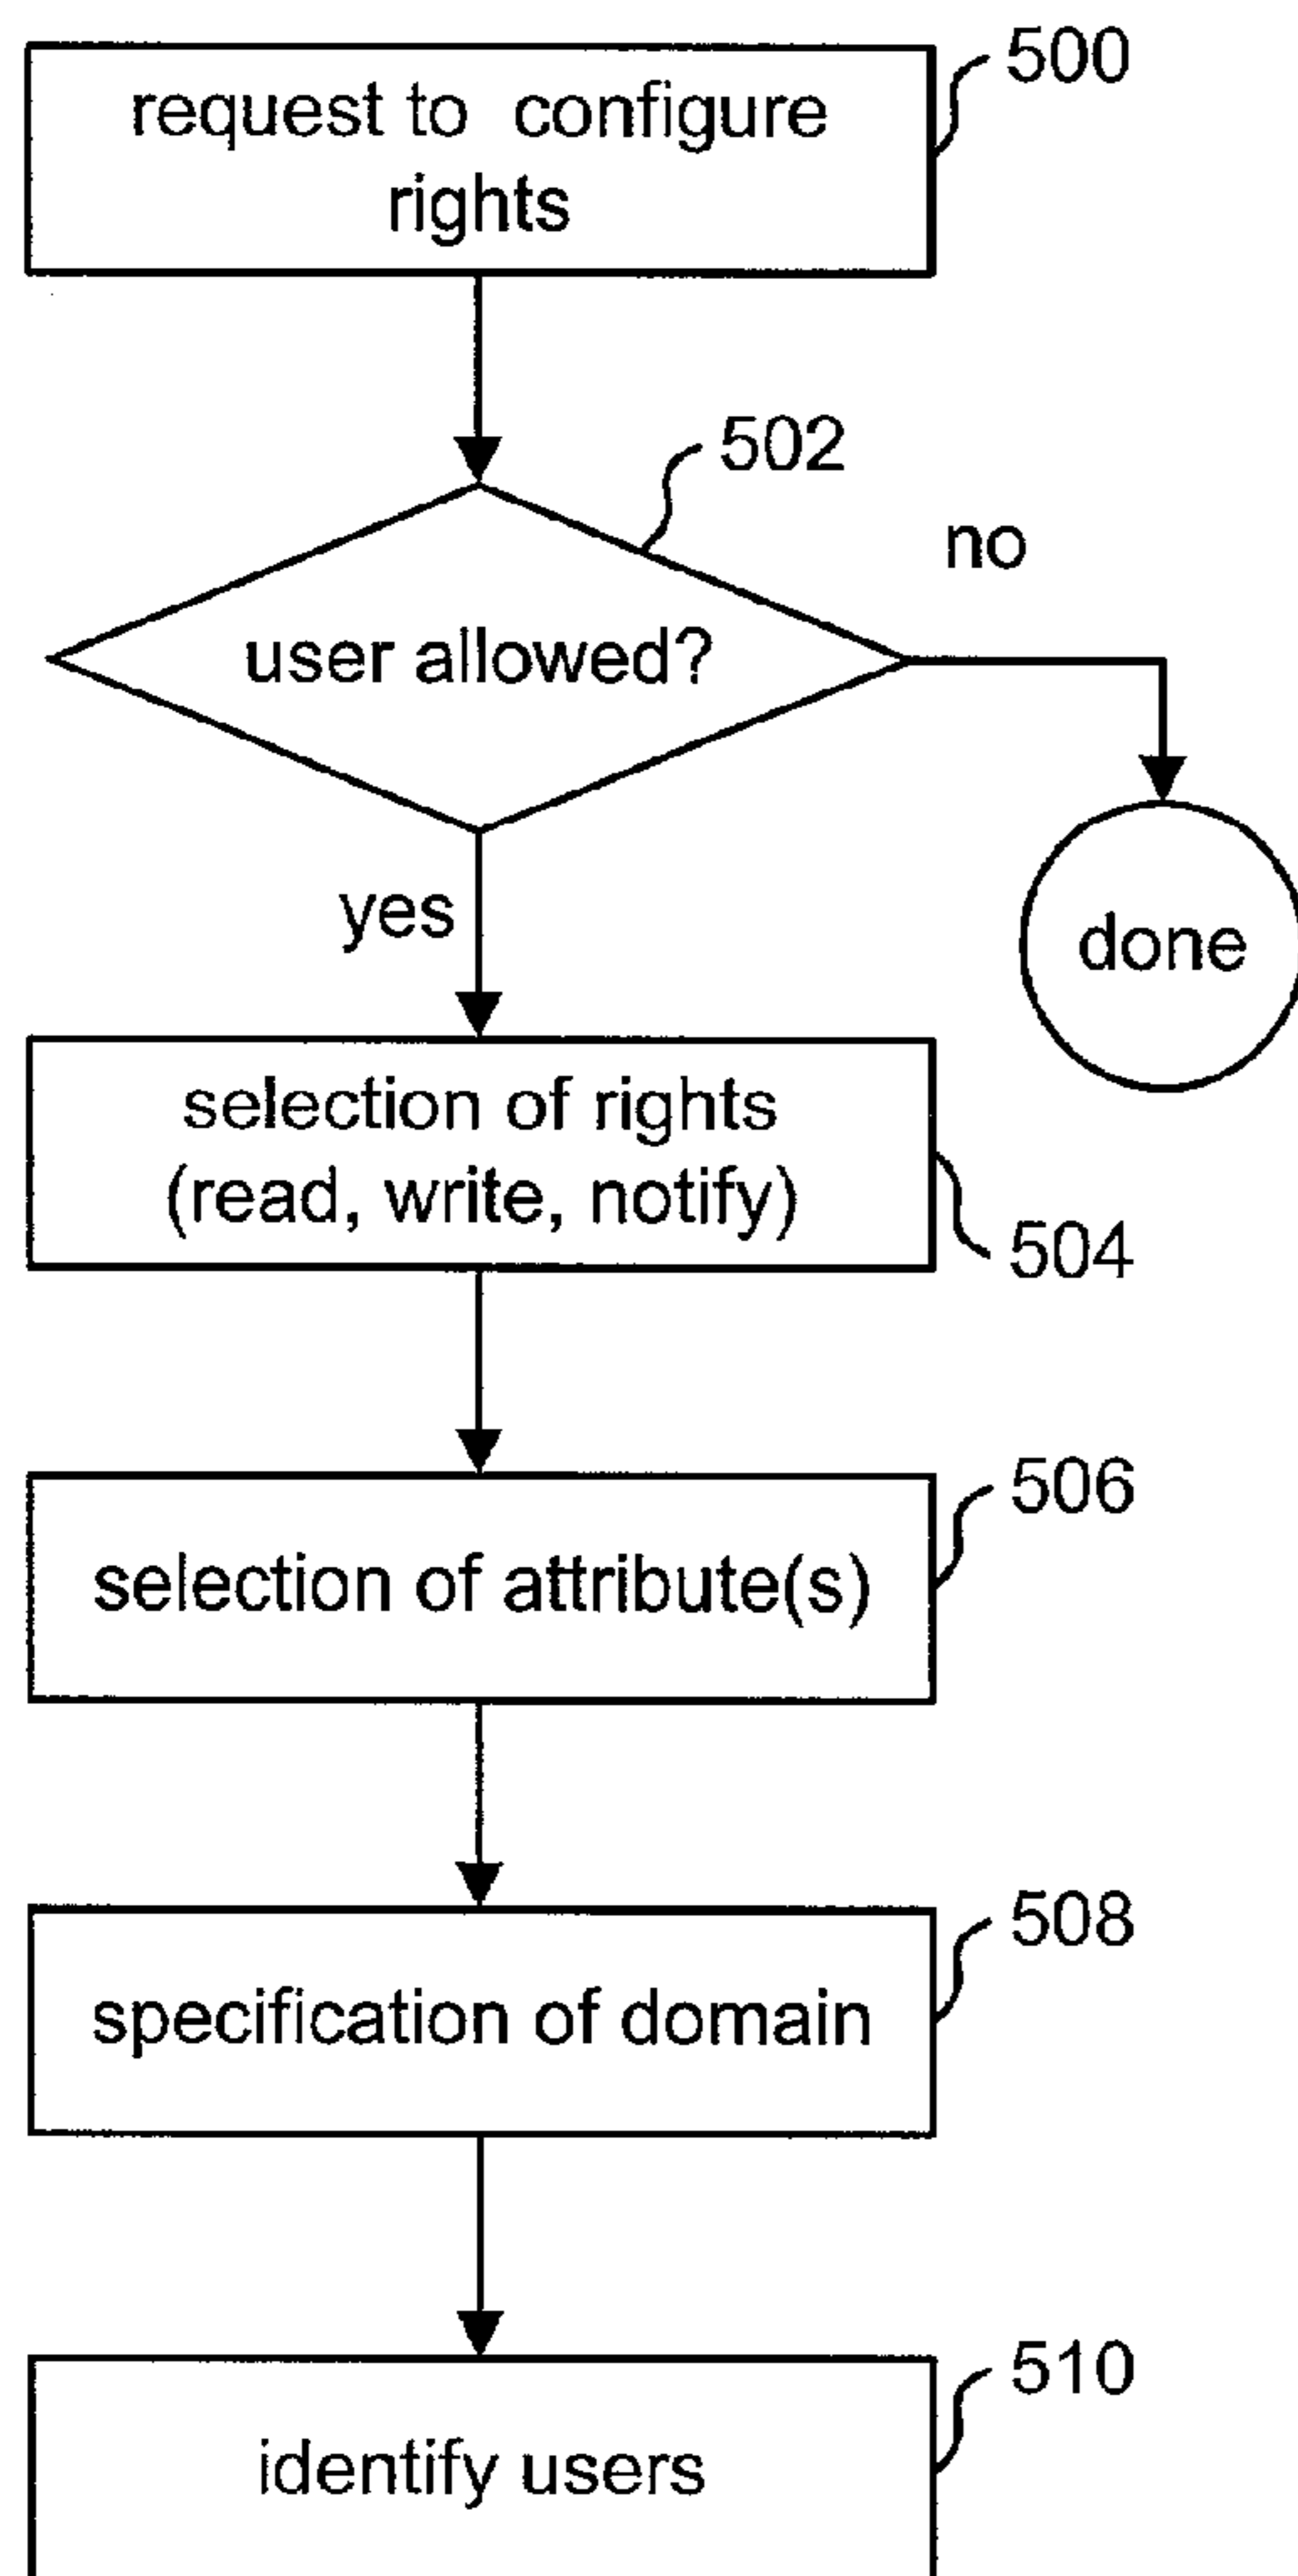 request to configure
rights
500
502
no
user allowed?
yes
done
selection of rights
(read, write, notify)
504
506
selection of attribute(s)
508
specification of domain
510
identify users